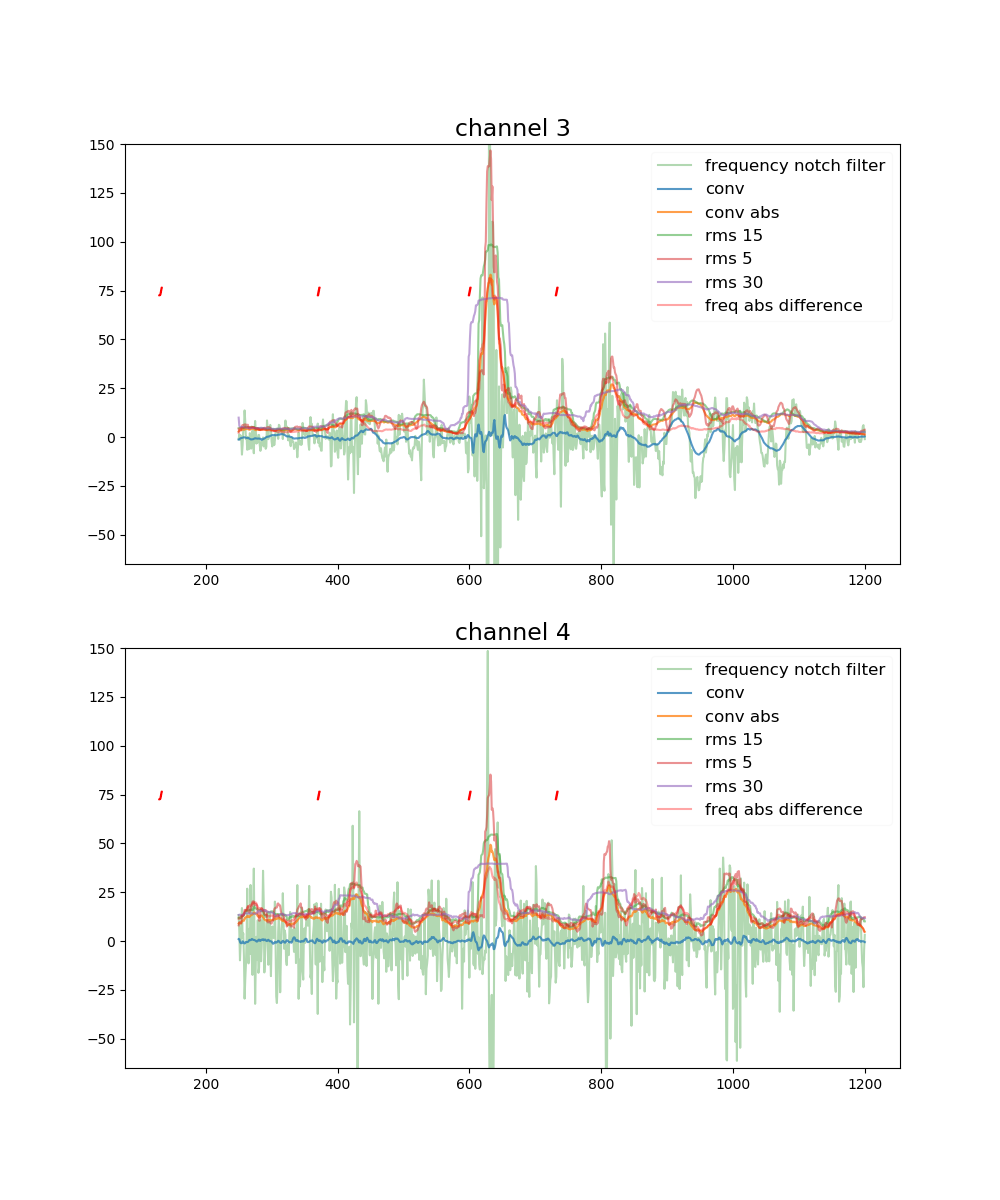 channel 3
150
125
100
75
50
25
0
−25
−50
200 400 600 800 1000 1200
frequency notch filter
conv
conv abs
rms 15
rms 5
rms 30
freq abs difference
channel 4
150
125
100
75
50
25
0
−25
−50
200 400 600 800 1000 1200
frequency notch filter
conv
conv abs
rms 15
rms 5
rms 30
freq abs difference